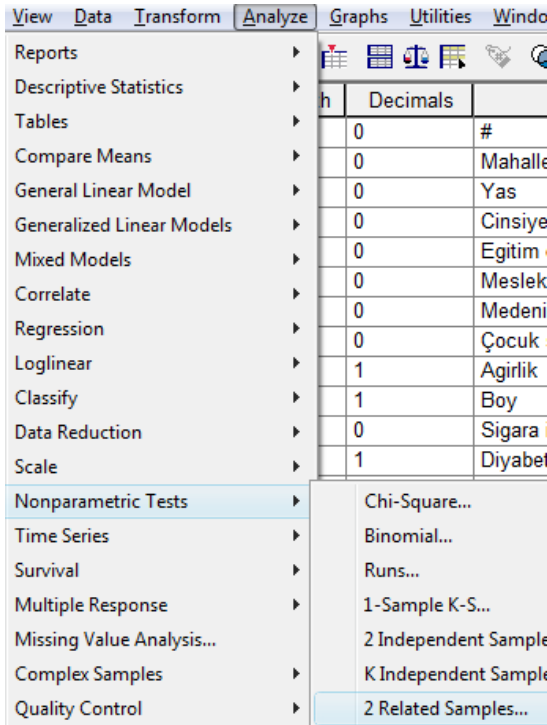 View Data Transform Analyze Graphs Utilities
Reports
Descriptive Statistics
Tables
Compare Means
General Linear Model
Generalized Linear Models
Mixed Models
Correlate
Regression
Loglinear
Classify
Data Reduction
Scale
Nonparametric Tests
Time Series
Survival
Multiple Response
Missing Value Analysis...
Complex Samples
Quality Control
h Decimals
0 #
0 Mahalle
0 Yas
0 Cinsiye
0 Egitim
0 Meslek
0 Medeni
0 Çocuk
1 Agirlik
1 Boy
0 Sigara
1 Diyabet
Chi-Square...
Binomial...
Runs...
1-Sample K-S...
2 Independent Sample
K Independent Sample
2 Related Samples...